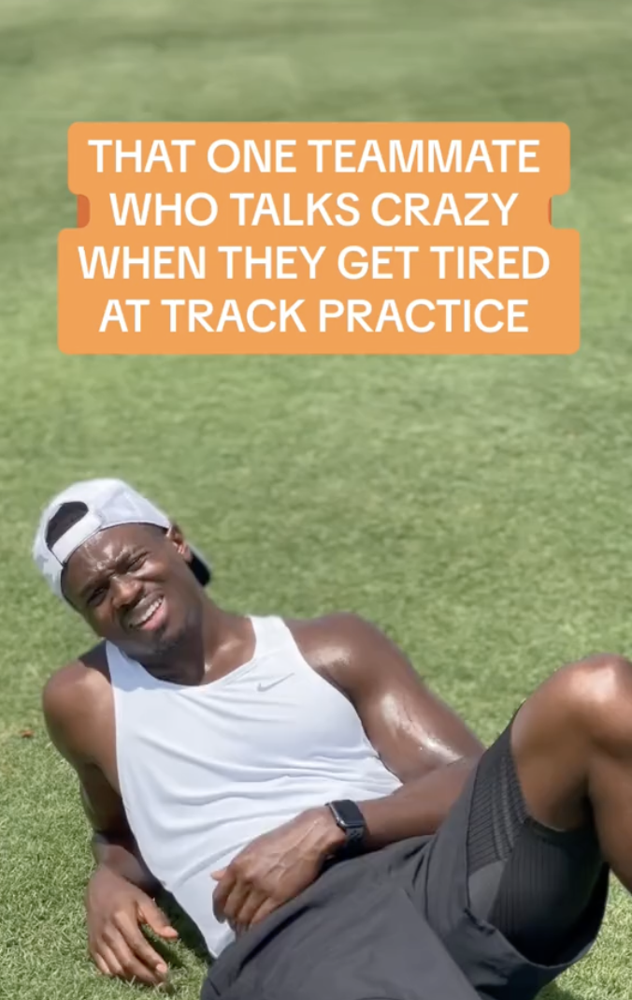 THAT ONE TEAMMATE
WHO TALKS CRAZY
WHEN THEY GET TIRED
AT TRACK PRACTICE